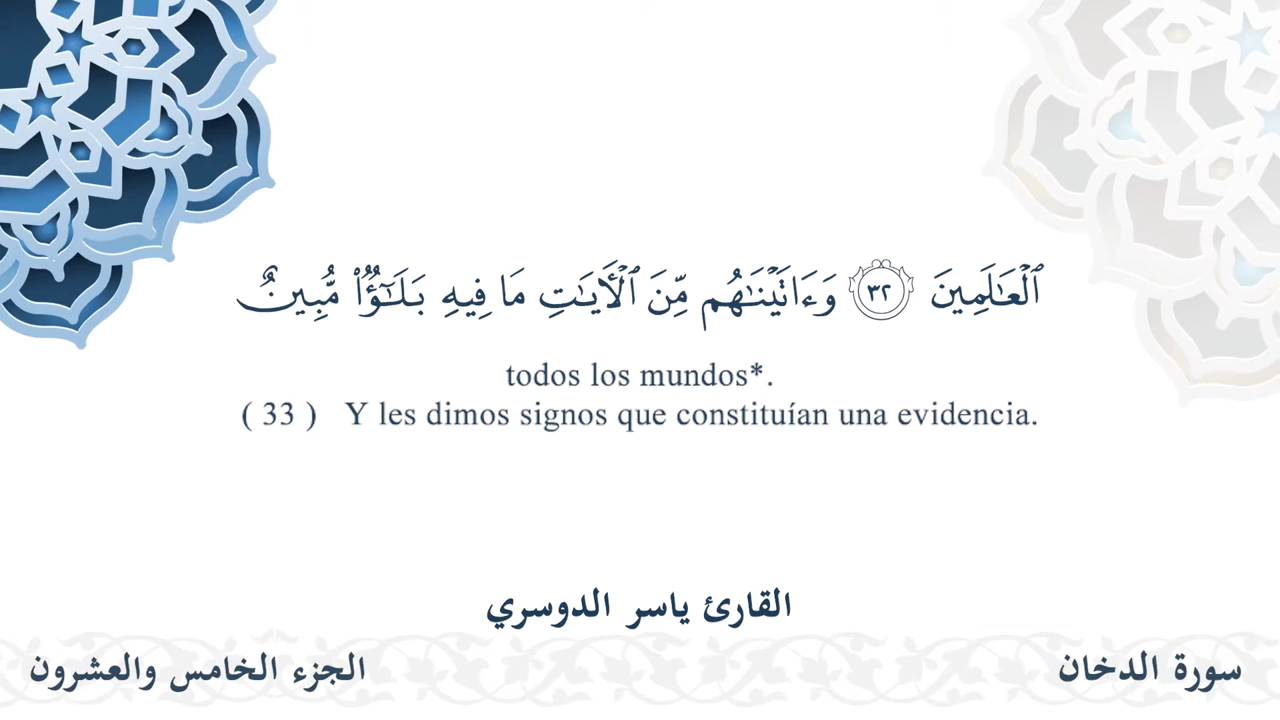 ٱلْعَـٰلَمِينَ ٣٢ وَءَاتَيْنَـٰهُم مِّنَ ٱلْـَٔايَـٰتِ مَا فِيهِ بَلَـٰٓؤٌا۟ مُّبِينٌ
todos los mundos*.
( 33 ) Y les dimos signos que constituían una evidencia.
القارئ ياسر الدوسري
سورة الدخان
الجزء الخامس والعشرون